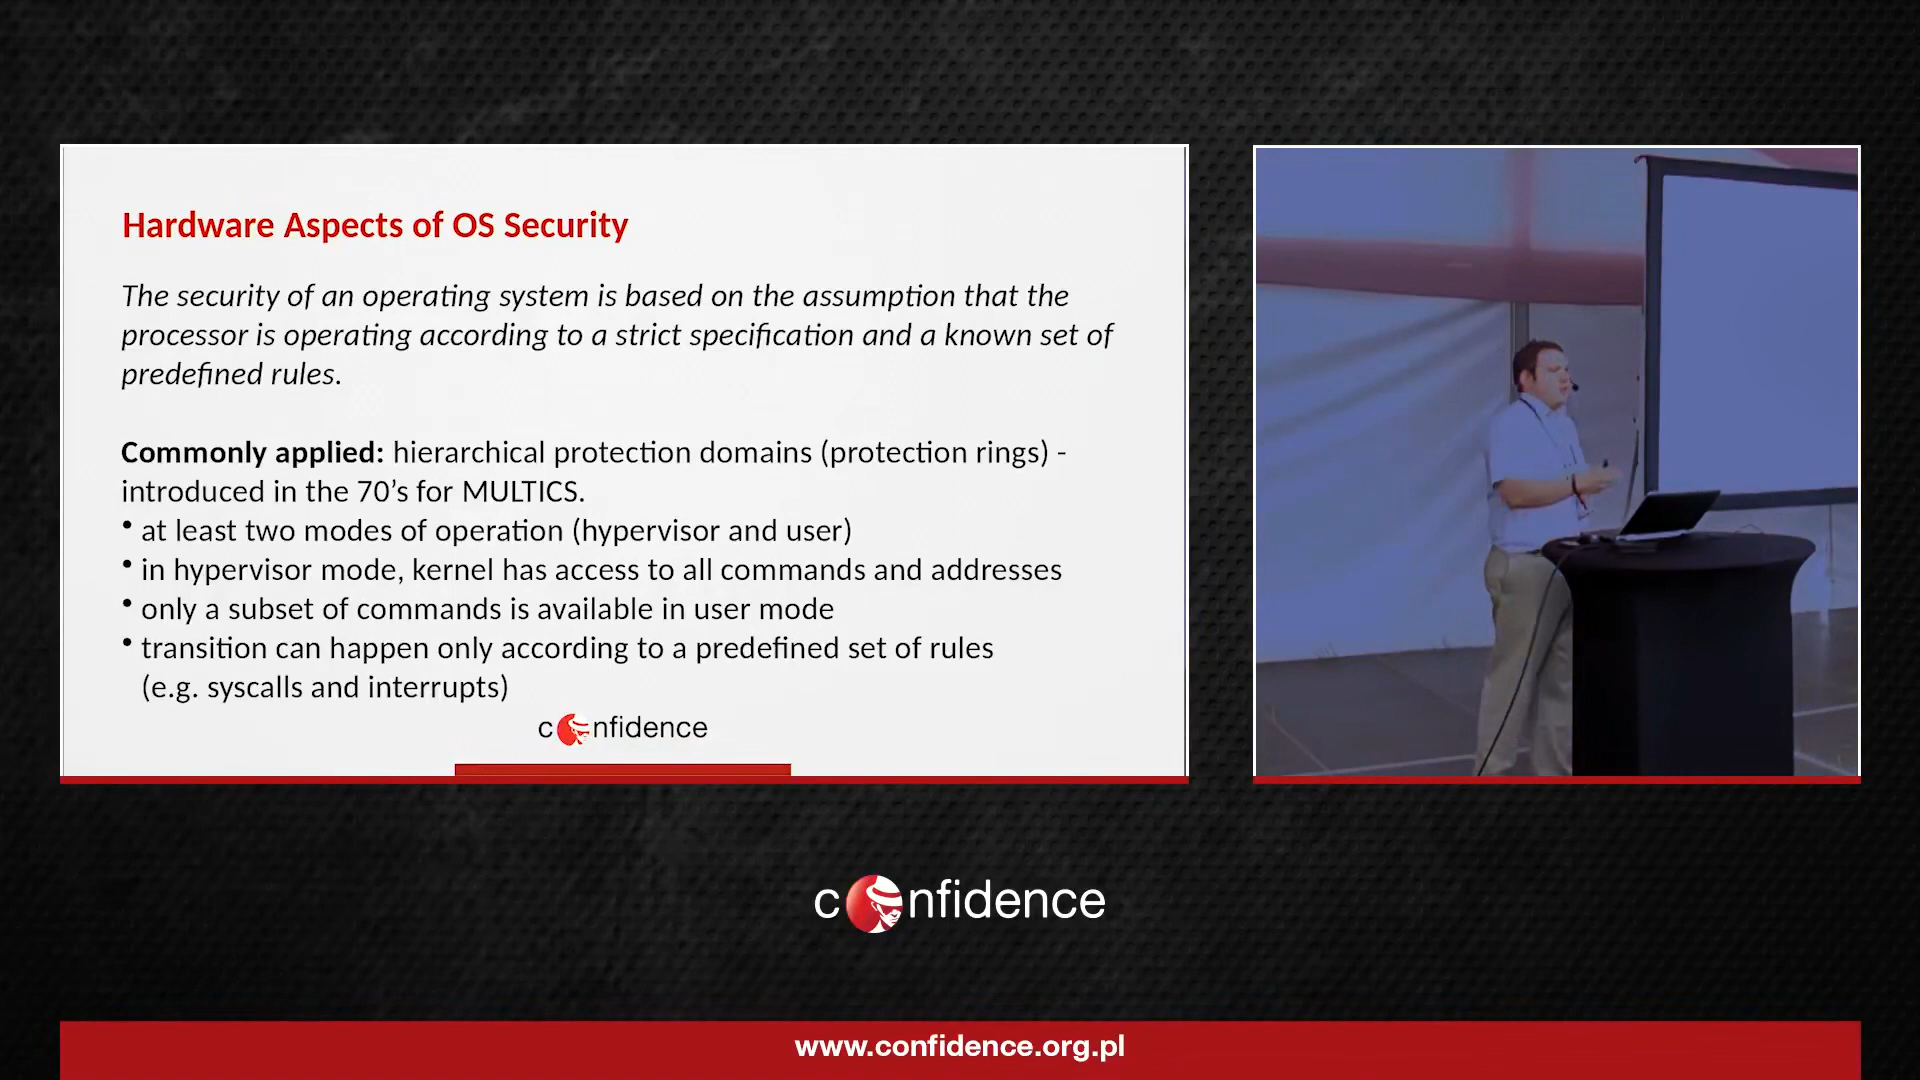 Hardware Aspects of OS Security
The security of an operating system is based on the assumption that the
processor is operating according to a strict specification and a known set of
predefined rules.
Commonly applied: hierarchical protection domains (protection rings) -
introduced in the 70’s for MULTICS.
• at least two modes of operation (hypervisor and user)
• in hypervisor mode, kernel has access to all commands and addresses
• only a subset of commands is available in user mode
• transition can happen only according to a predefined set of rules
(e.g. syscalls and interrupts)
confidence
confidence
www.confidence.org.pl